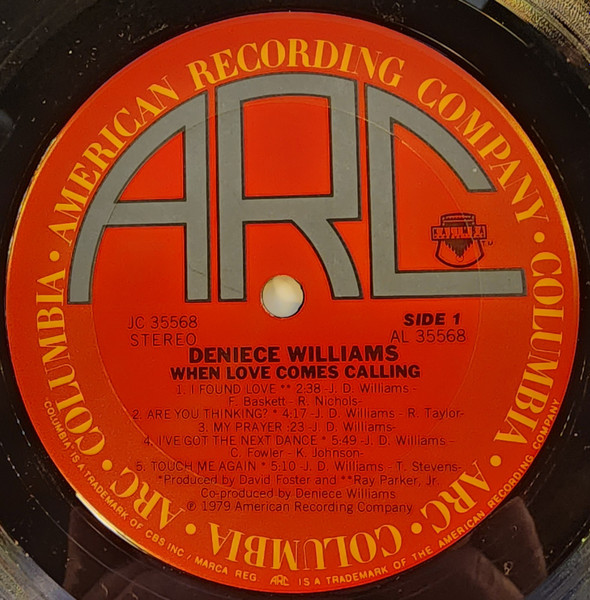 AMERICAN RECORDING COMPANY • COLUMBIA • ARC • COLUMBIA • ARC • COLUMBIA •
ARC
TM
JC 35568
STEREO
SIDE 1
AL 35568
DENIECE WILLIAMS
WHEN LOVE COMES CALLING
1. I FOUND LOVE ** 2:38 -J. D. Williams -
F. Baskett - R. Nichols-
2. ARE YOU THINKING? * 4:17 -J. D. Williams - R. Taylor-
3. MY PRAYER :23 -J. D. Williams-
4. I'VE GOT THE NEXT DANCE * 5:49 -J. D. Williams -
C. Fowler - K. Johnson-
5. TOUCH ME AGAIN * 5:10 -J. D. Williams - T. Stevens-
*Produced by David Foster and **Ray Parker, Jr.
Co-produced by Deniece Williams
℗ 1979 American Recording Company
"COLUMBIA" IS A TRADEMARK OF CBS INC / MARCA REG. ARC IS A TRADEMARK OF THE AMERICAN RECORDING COMPANY